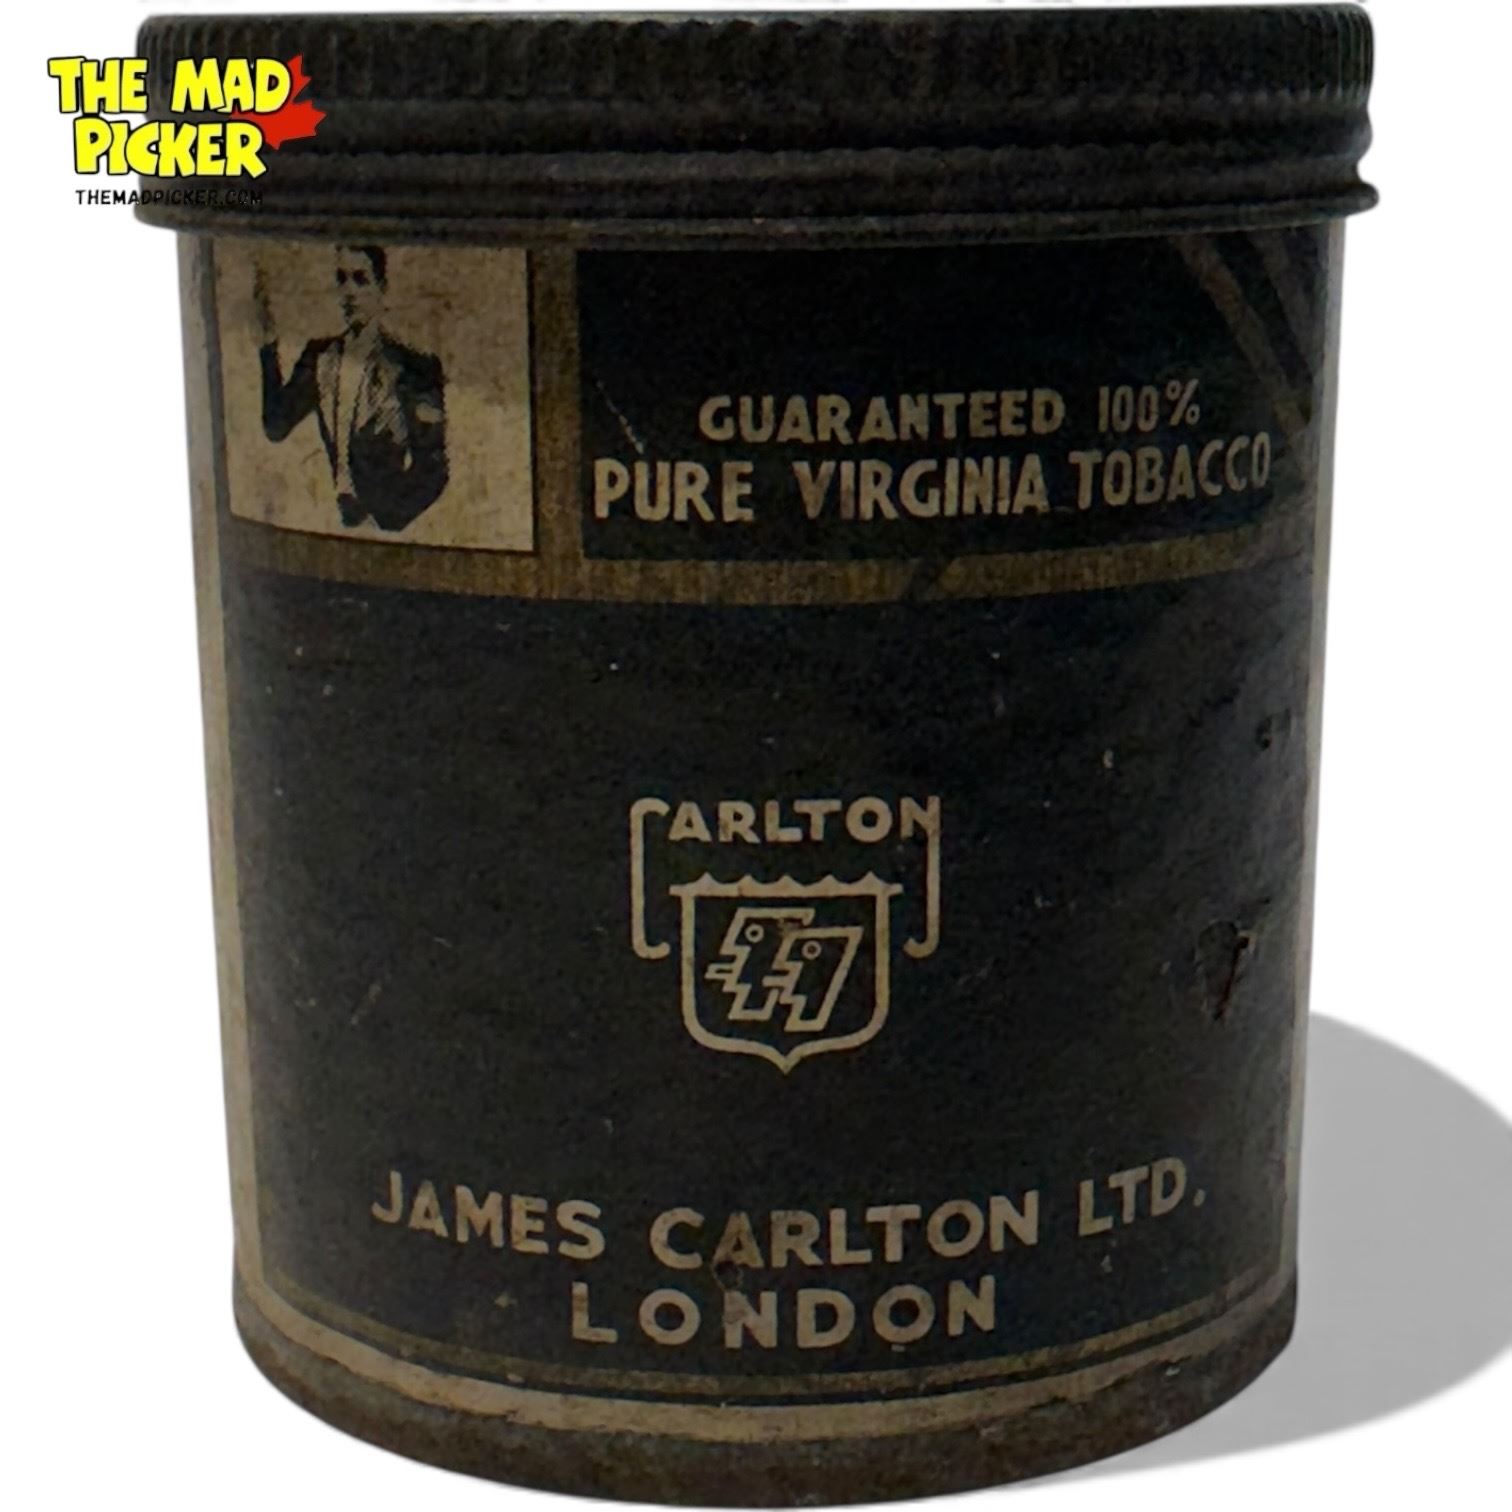 THE MAD
PICKER
THEMADPICKER.COM
GUARANTEED 100%
PURE VIRGINIA TOBACCO
CARLTON
JAMES CARLTON LTD.
LONDON